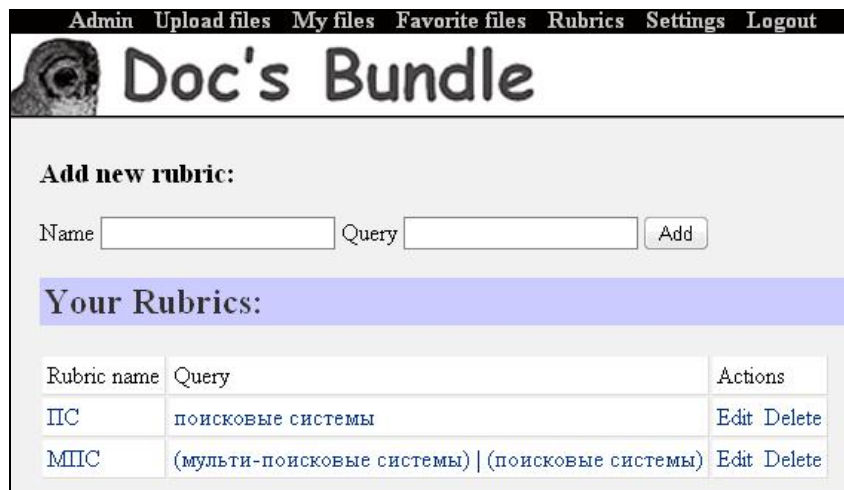 Admin Upload files My files Favorite files Rubrics Settings Logout
Doc's Bundle
Add new rubric:
Name Query Add
Your Rubrics:
Rubric name Query Actions
ПС поисковые системы Edit Delete
МПС (мульти-поисковые системы) | (поисковые системы) Edit Delete